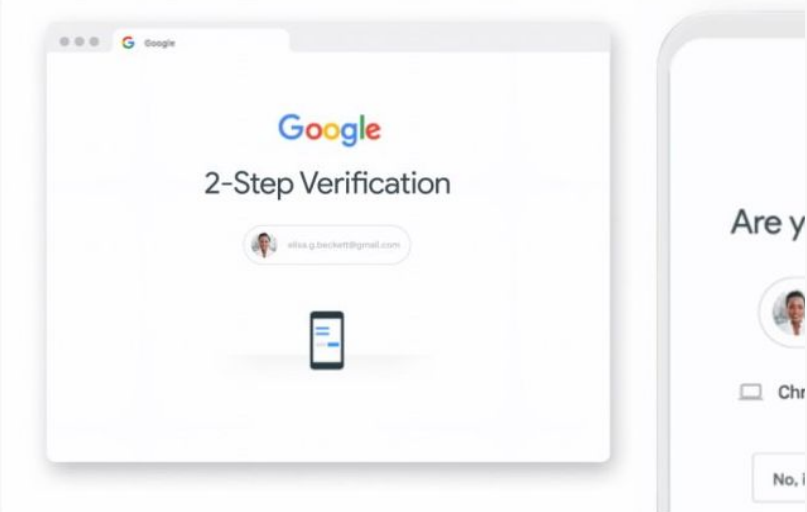 Google
Google
2-Step Verification
elisa.g.beckett@gmail.com
Are y
Chr
No, i